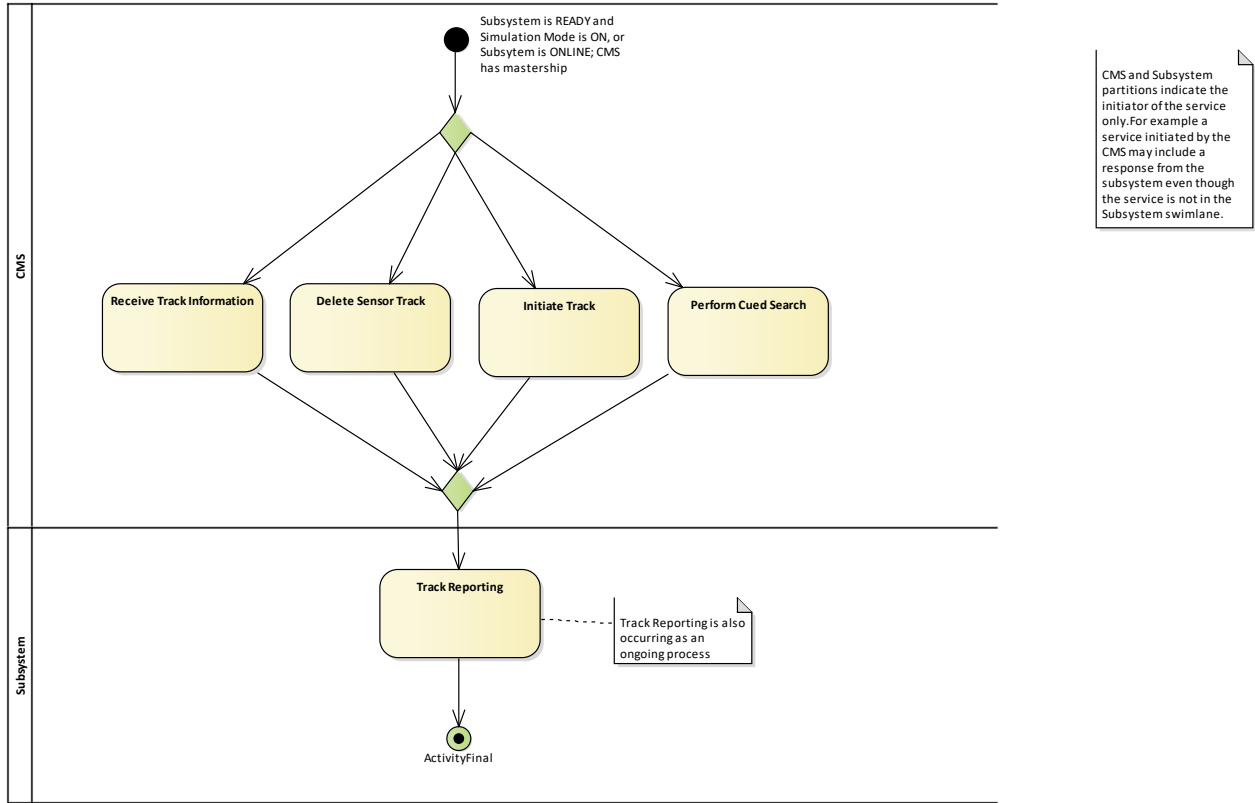 Subsystem is READY and
Simulation Mode is ON, or
Subsytem is ONLINE; CMS
has mastership
CMS and Subsystem
partitions indicate the
initiator of the service
only.For example a
service initiated by the
CMS may include a
response from the
subsystem even though
the service is not in the
Subsystem swimlane.
CMS
Receive Track Information
Delete Sensor Track
Initiate Track
Perform Cued Search
Subsystem
Track Reporting
Track Reporting is also
occurring as an
ongoing process
ActivityFinal